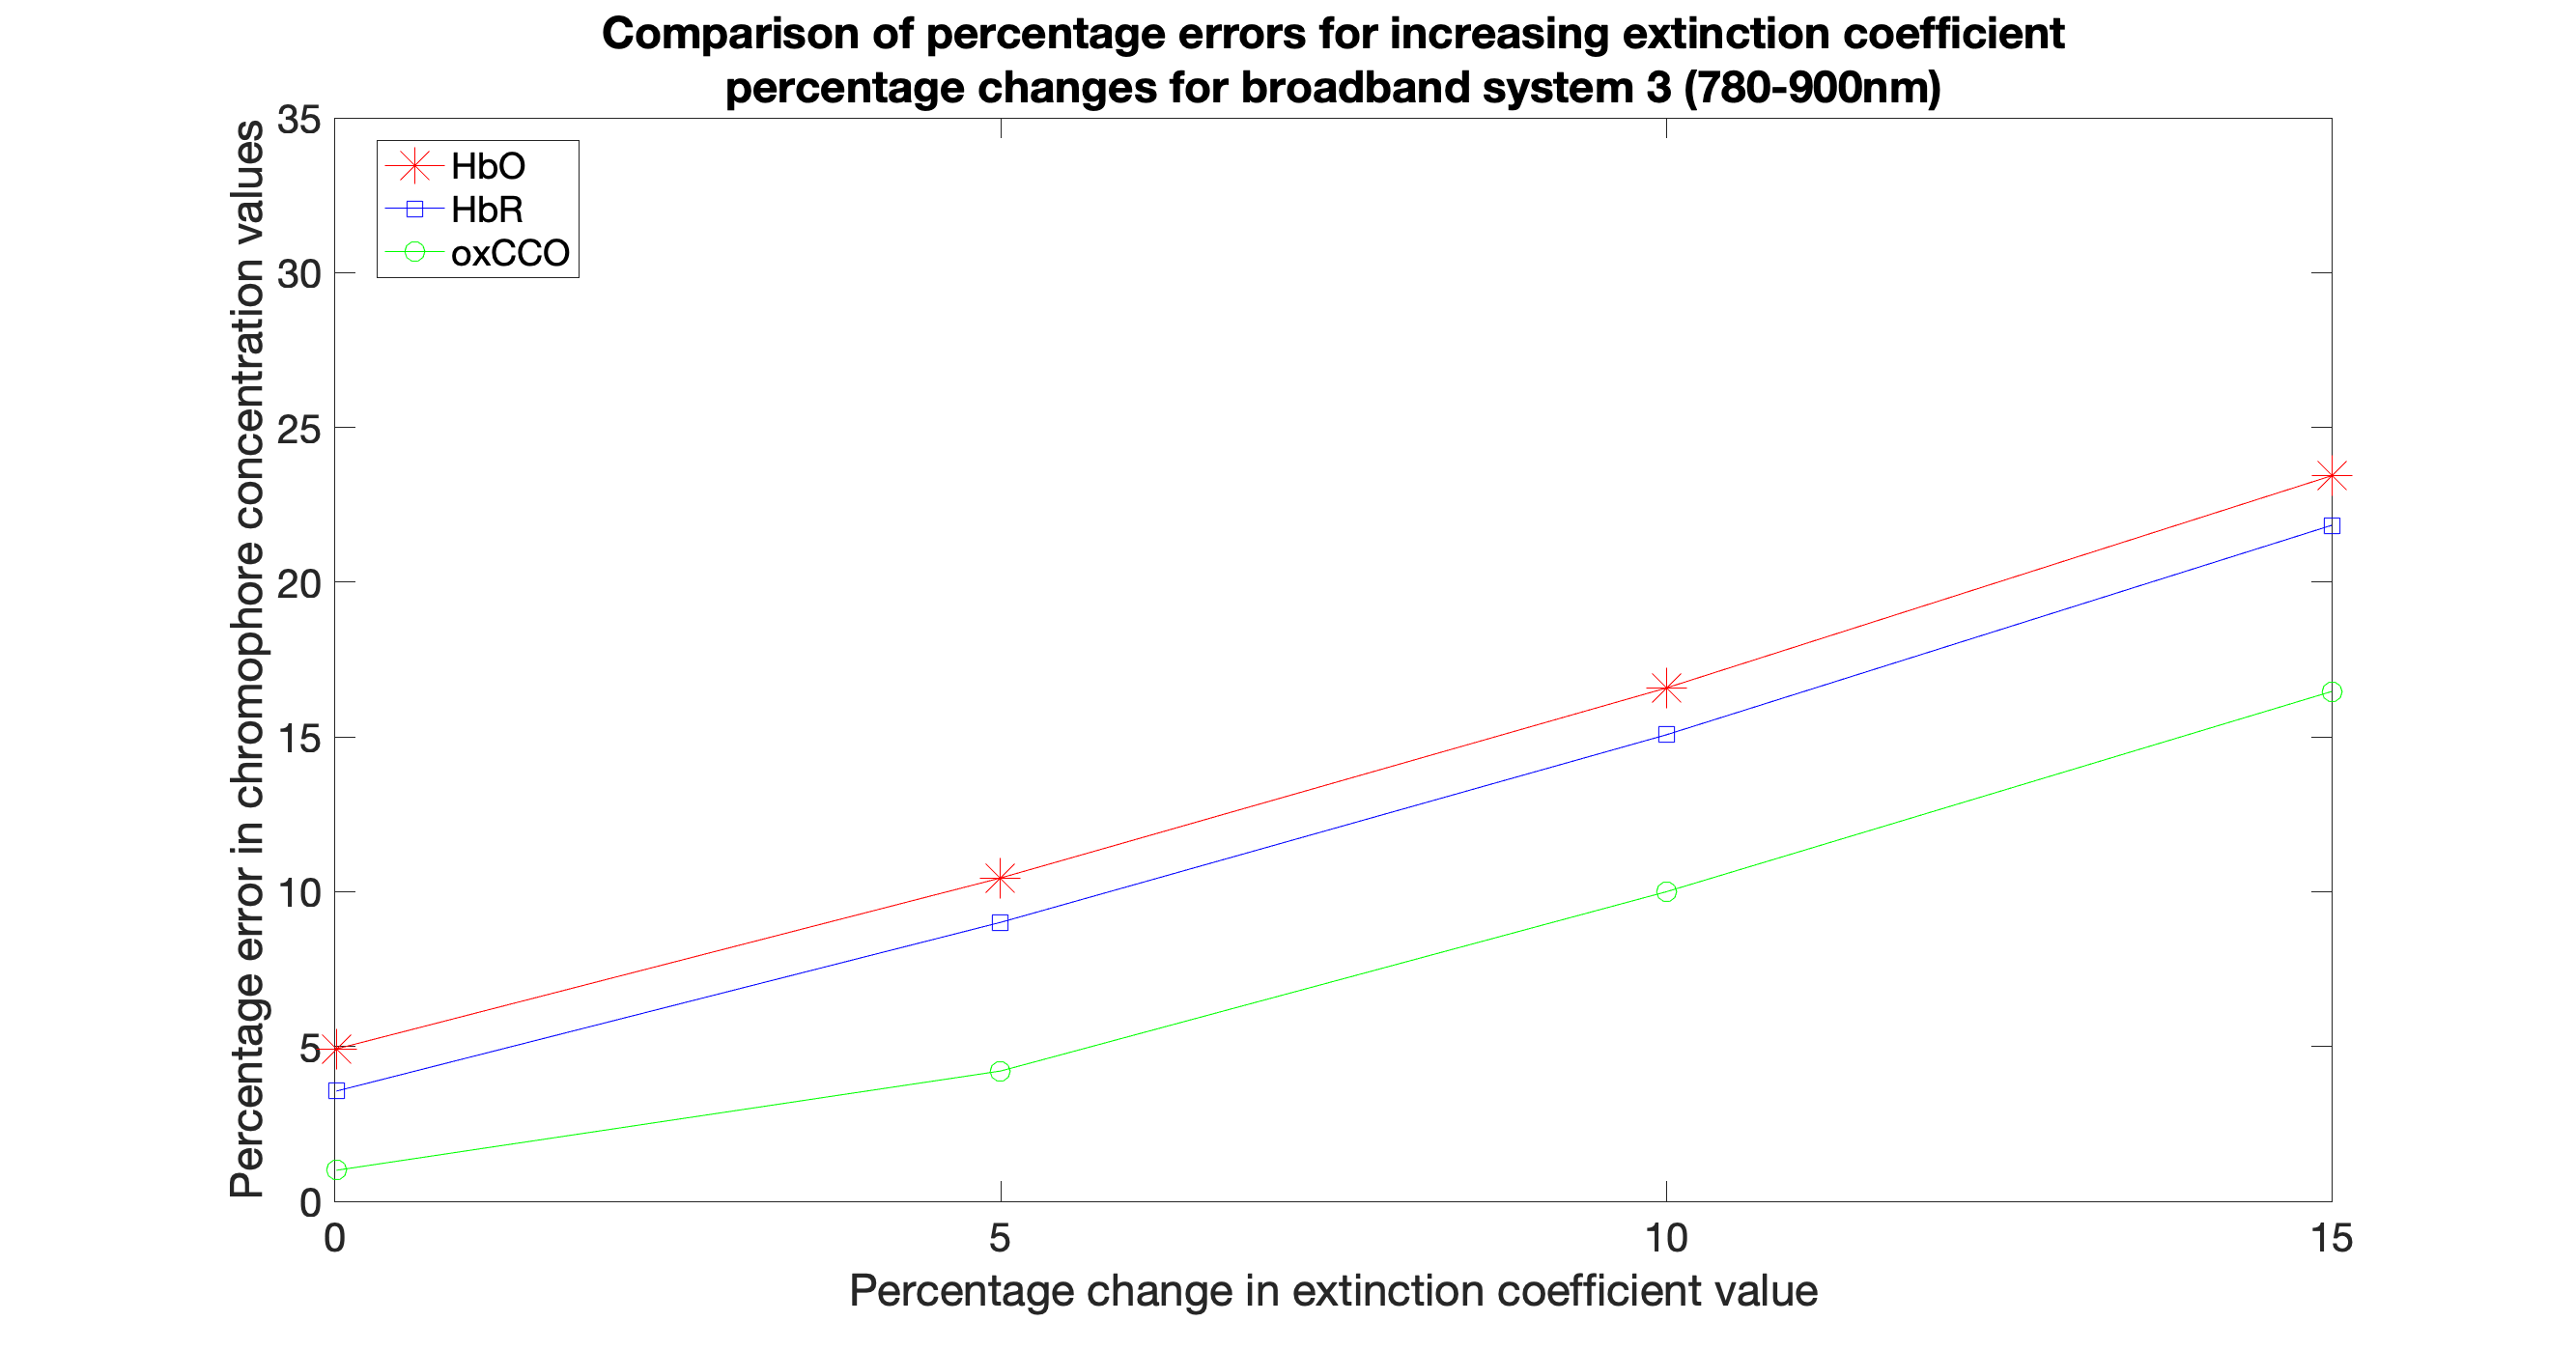 Comparison of percentage errors for increasing extinction coefficient
percentage changes for broadband system 3 (780-900nm)
HbO
HbR
oxCCO
Percentage error in chromophore concentration values
35
30
25
20
15
10
5
0
0 5 10 15
Percentage change in extinction coefficient value